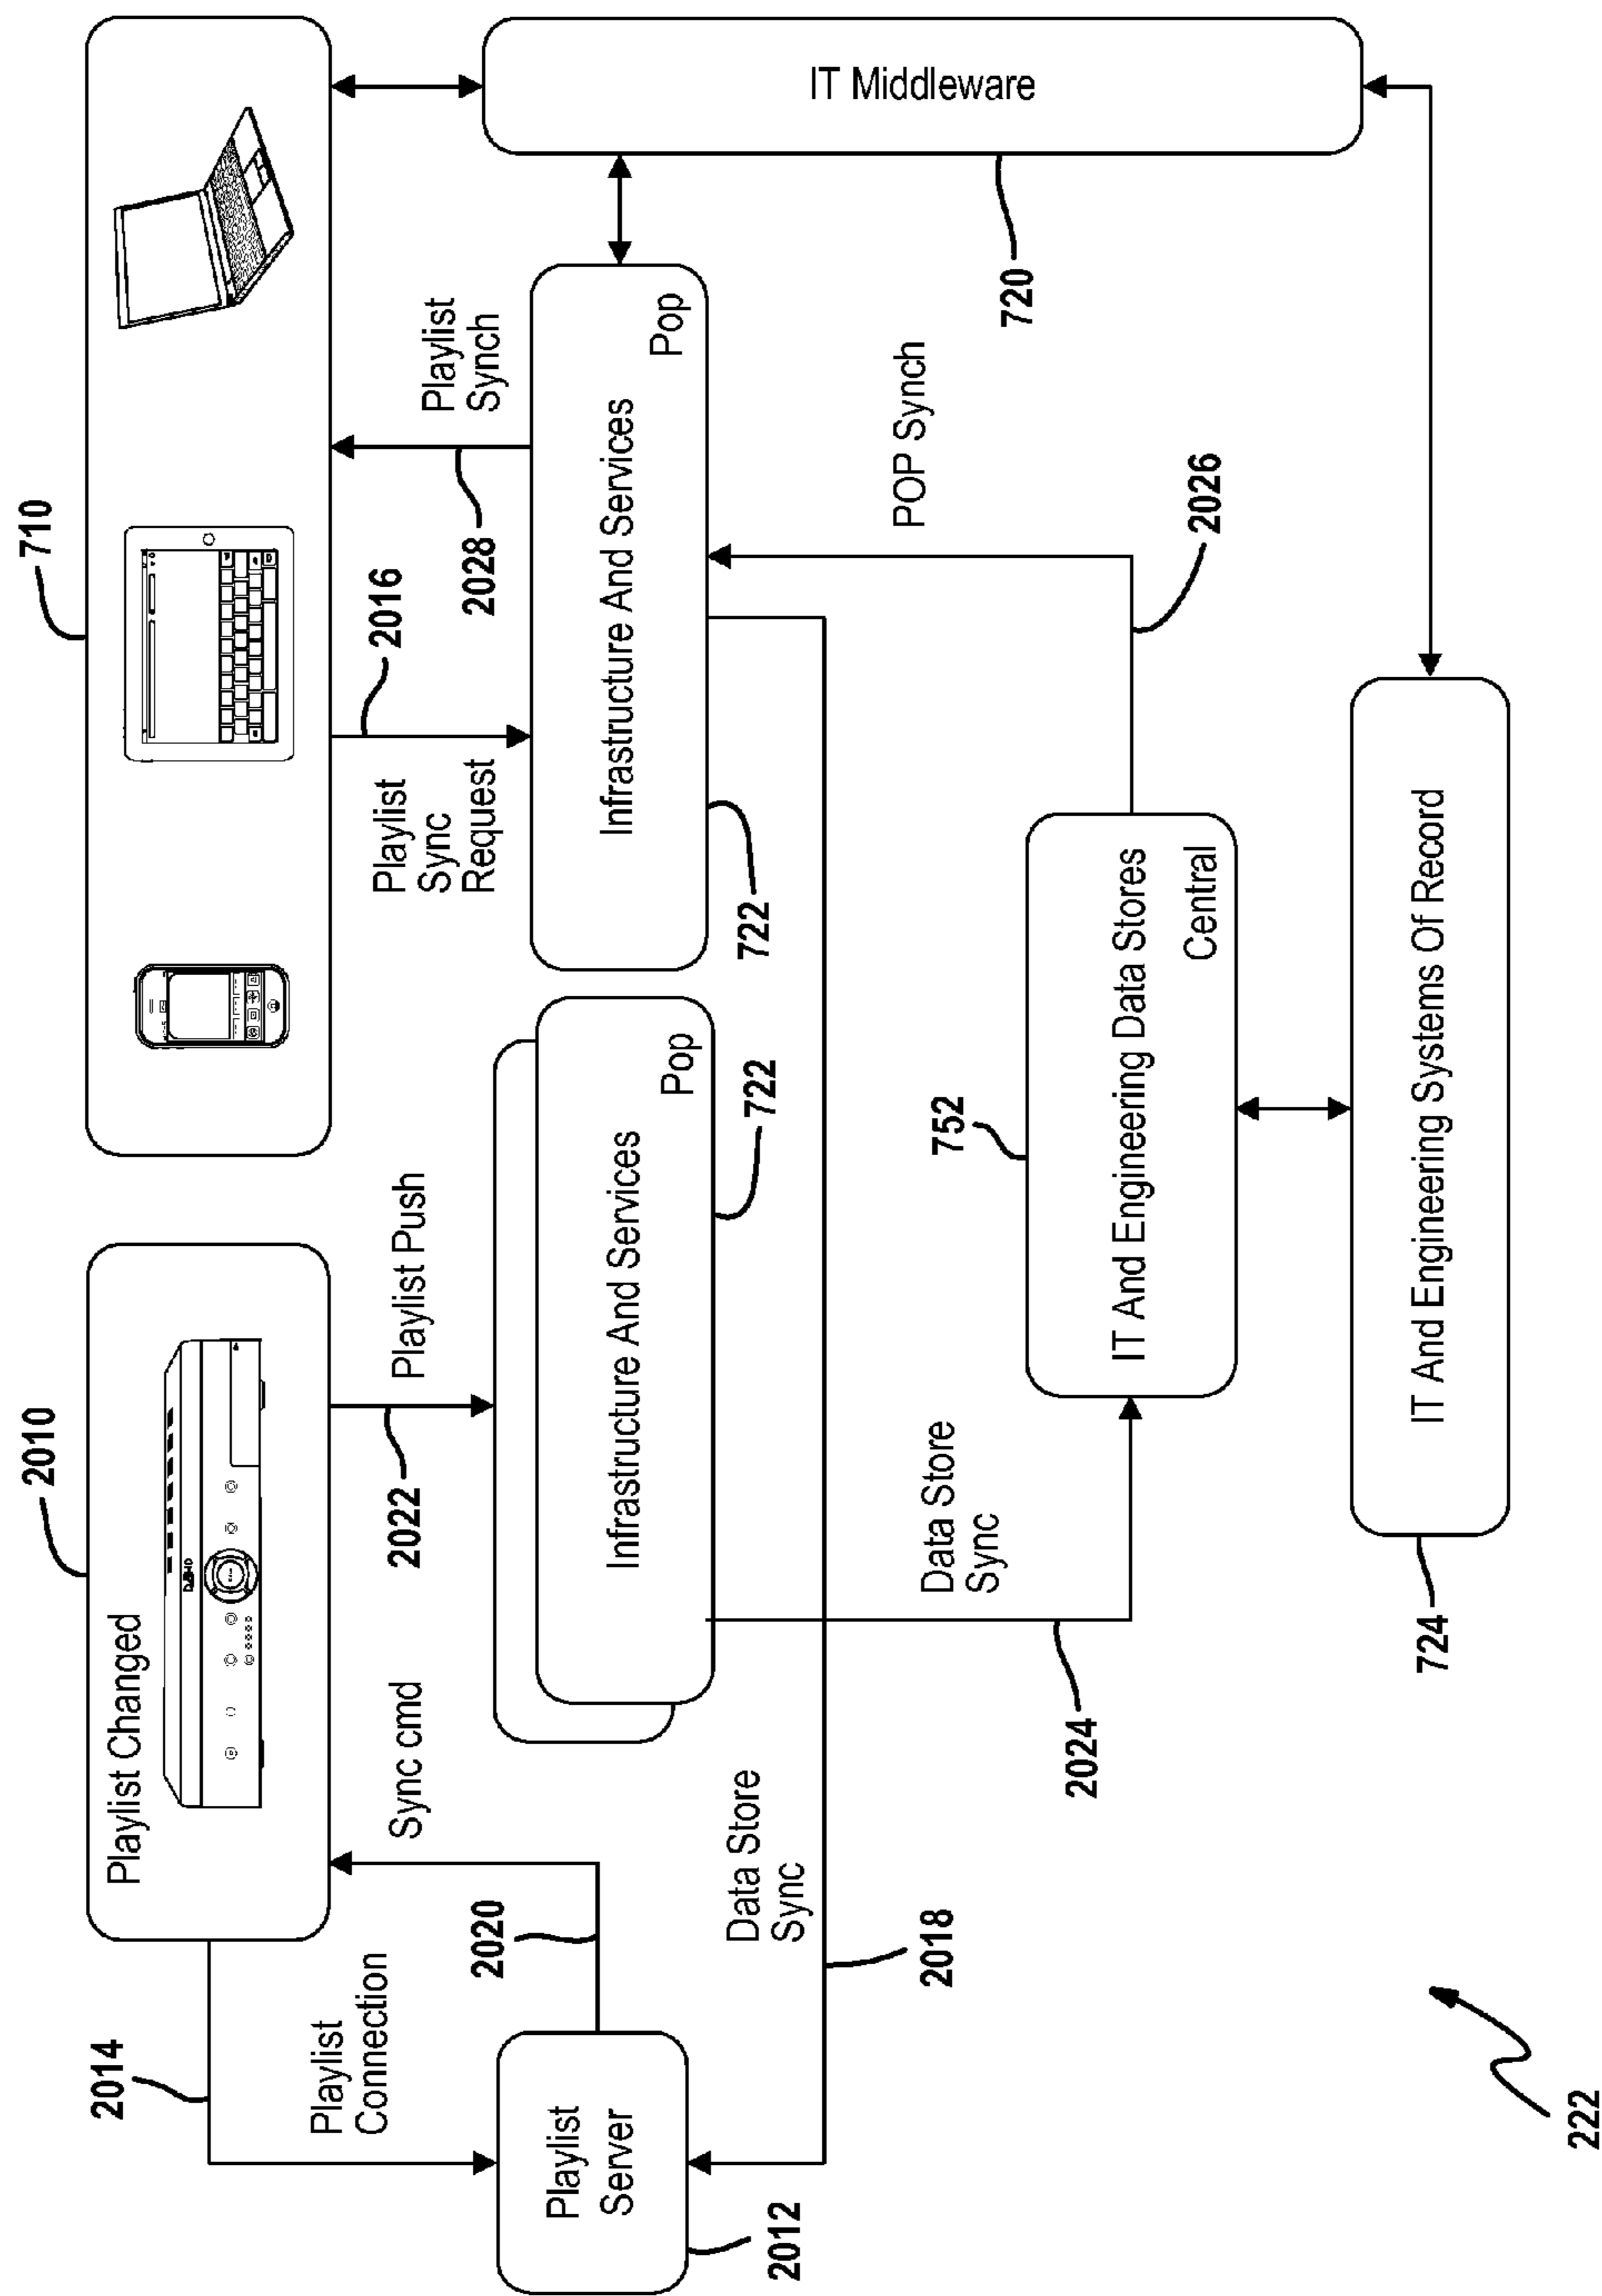 2010
710
Playlist Changed
2014
Playlist
Connection
2020
Sync cmd
2022
Playlist Push
Playlist
Sync
Request
2016
2028
Playlist
Synch
Playlist
Server
2012
Infrastructure And Services
Pop
722
Infrastructure And Services
Pop
722
IT Middleware
720
Data Store
Sync
2018
Data Store
Sync
2024
752
IT And Engineering Data Stores
Central
POP Synch
2026
IT And Engineering Systems Of Record
724
222